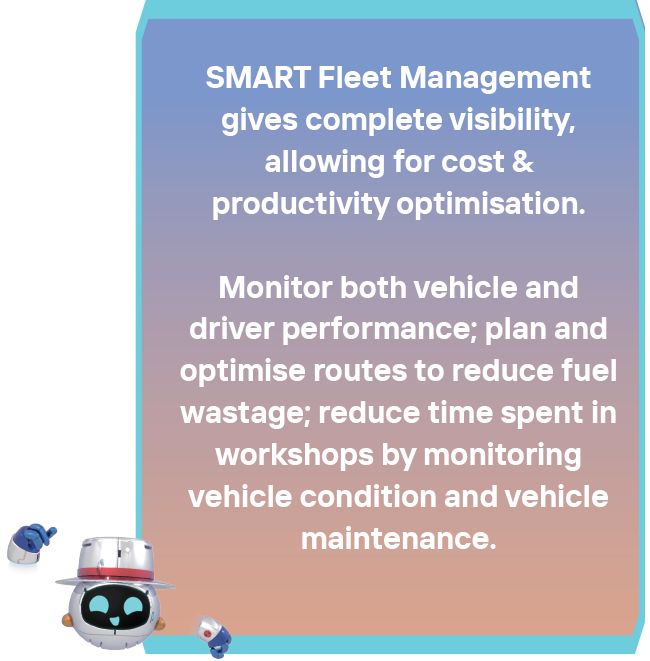 SMART Fleet Management
gives complete visibility,
allowing for cost &
productivity optimisation.
Monitor both vehicle and
driver performance; plan and
optimise routes to reduce fuel
wastage; reduce time spent in
workshops by monitoring
vehicle condition and vehicle
maintenance.